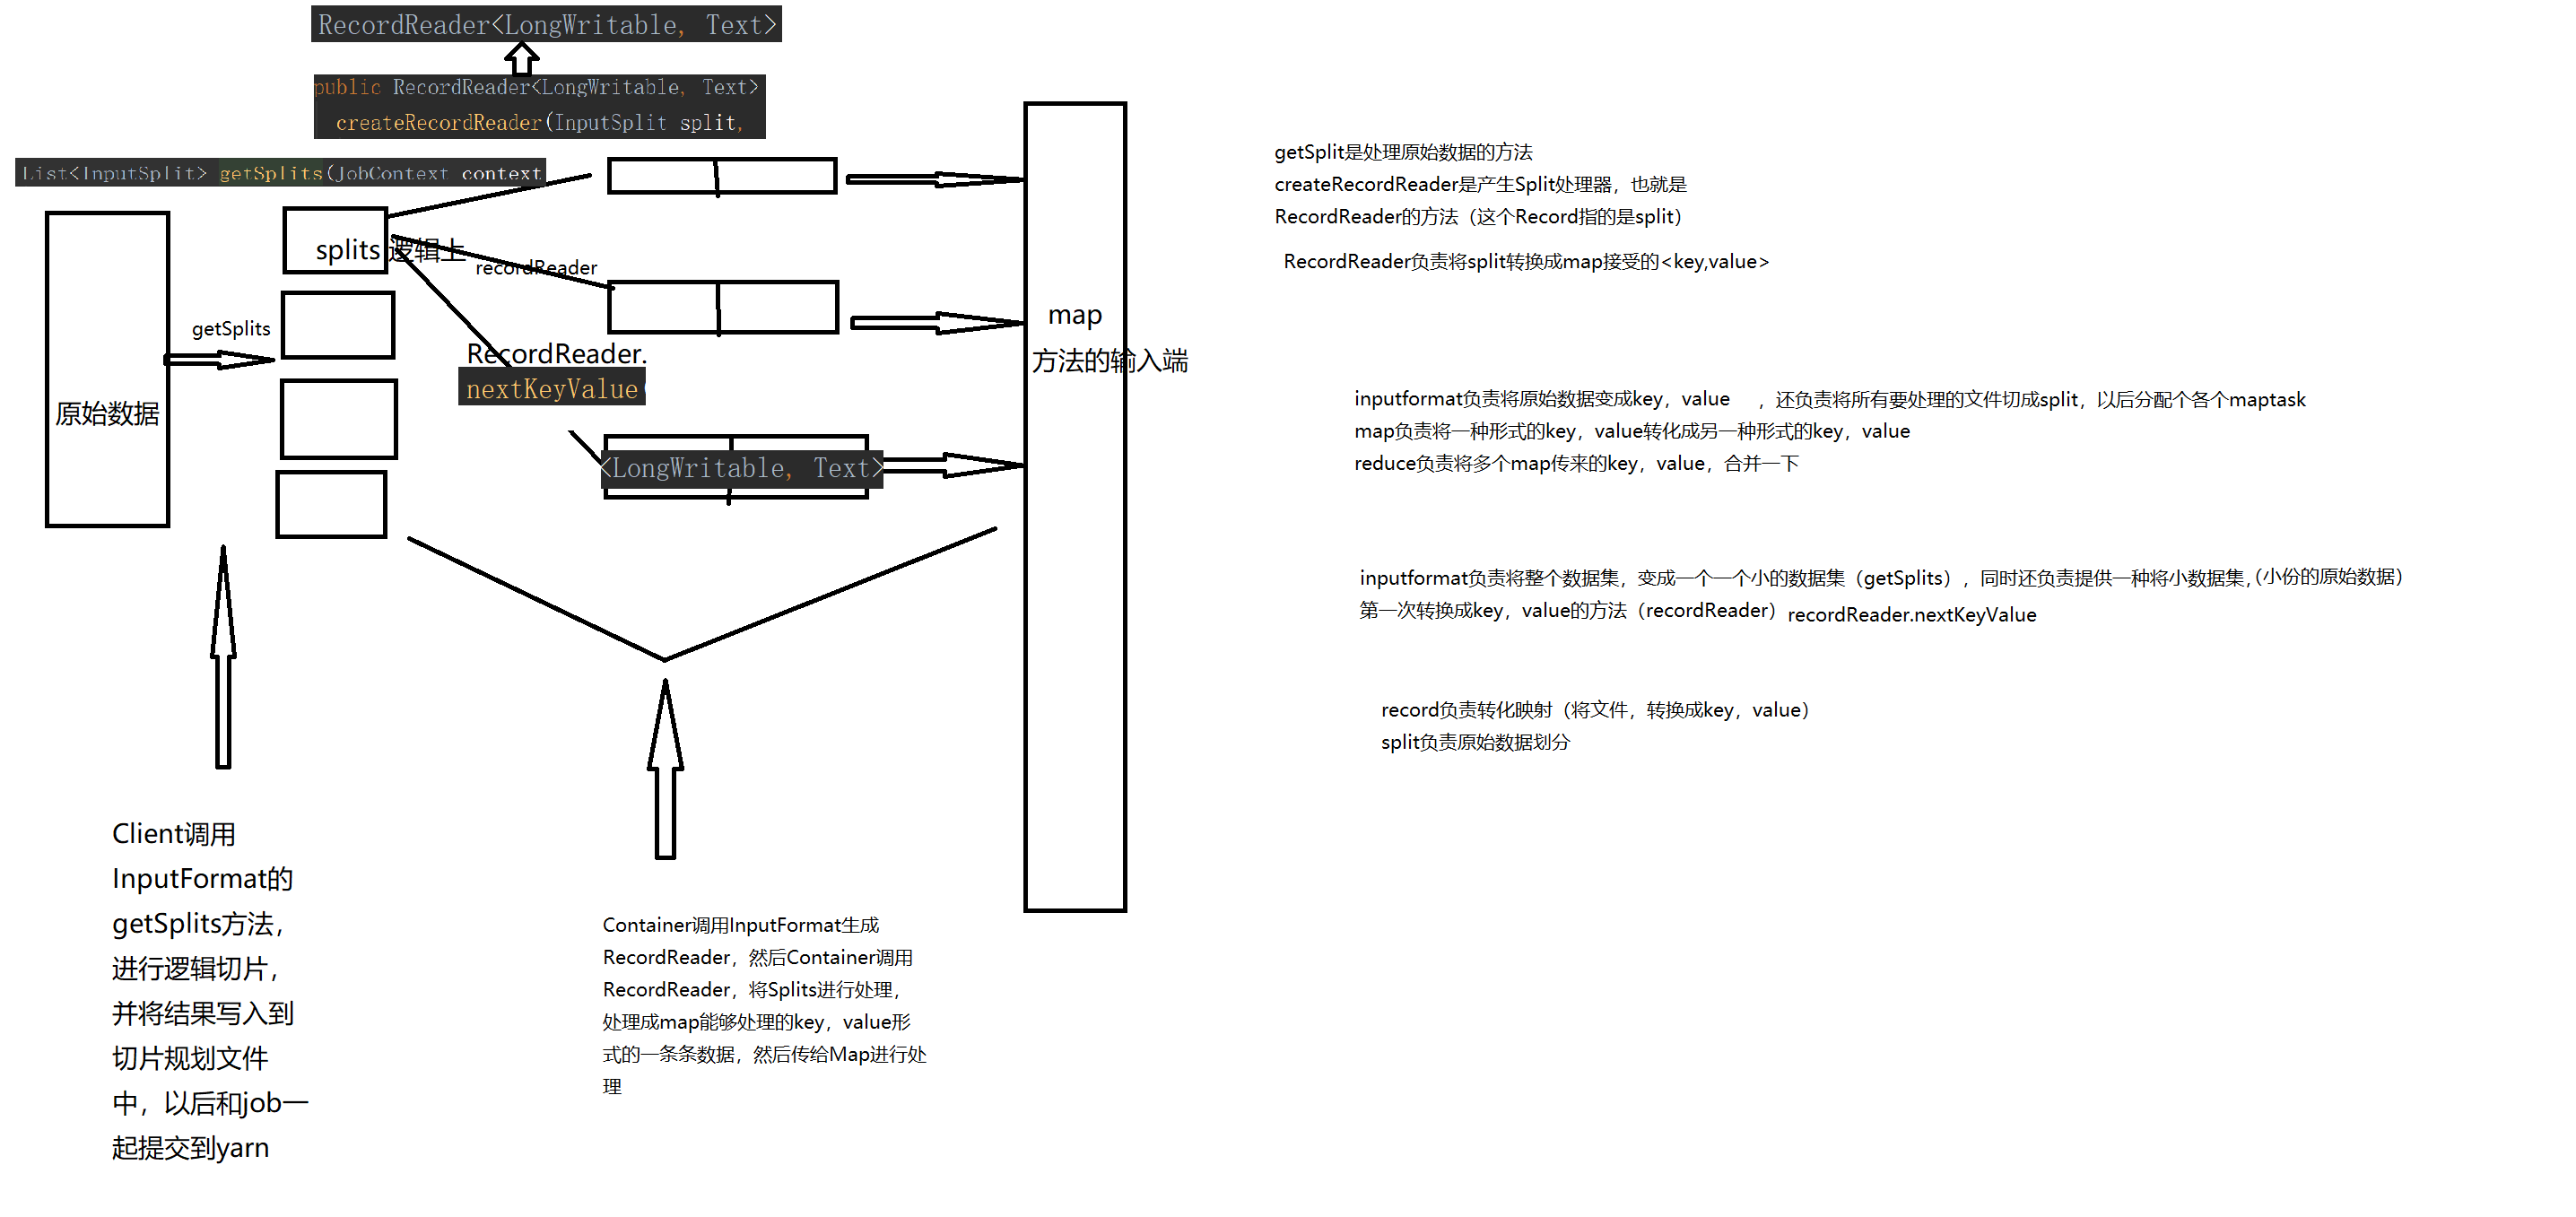 RecordReader<LongWritable, Text>
public RecordReader<LongWritable, Text>
createRecordReader(InputSplit split,
List<InputSplit> getSplits(JobContext context
splits 逻辑上
recordReader
getSplits
RecordReader.
nextKeyValue
原始数据
<LongWritable, Text>
map
方法的输入端
Client调用
InputFormat的
getSplits方法，
进行逻辑切片，
并将结果写入到
切片规划文件
中，以后和job一
起提交到yarn
Container调用InputFormat生成
RecordReader，然后Container调用
RecordReader，将Splits进行处理，
处理成map能够处理的key，value形
式的一条条数据，然后传给Map进行处
理
getSplit是处理原始数据的方法
createRecordReader是产生Split处理器，也就是
RecordReader的方法（这个Record指的是split）
RecordReader负责将split转换成map接受的<key,value>
inputformat负责将原始数据变成key，value ，还负责将所有要处理的文件切成split，以后分配个各个maptask
map负责将一种形式的key，value转化成另一种形式的key，value
reduce负责将多个map传来的key，value，合并一下
inputformat负责将整个数据集，变成一个一个小的数据集（getSplits），同时还负责提供一种将小数据集，（小份的原始数据）
第一次转换成key，value的方法（recordReader） recordReader.nextKeyValue
record负责转化映射（将文件，转换成key，value）
split负责原始数据划分